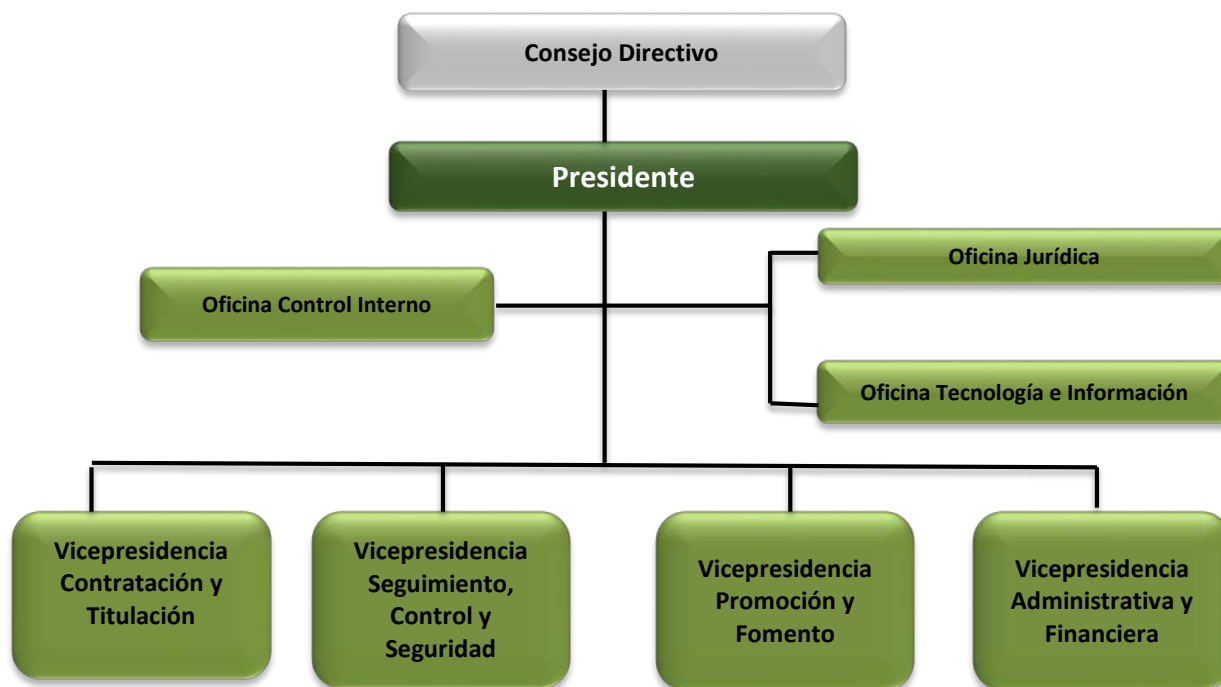 Consejo Directivo
Presidente
Oficina Jurídica
Oficina Control Interno
Oficina Tecnología e Información
Vicepresidencia
Contratación y
Titulación
Vicepresidencia
Seguimiento,
Control y
Seguridad
Vicepresidencia
Promoción y
Fomento
Vicepresidencia
Administrativa y
Financiera